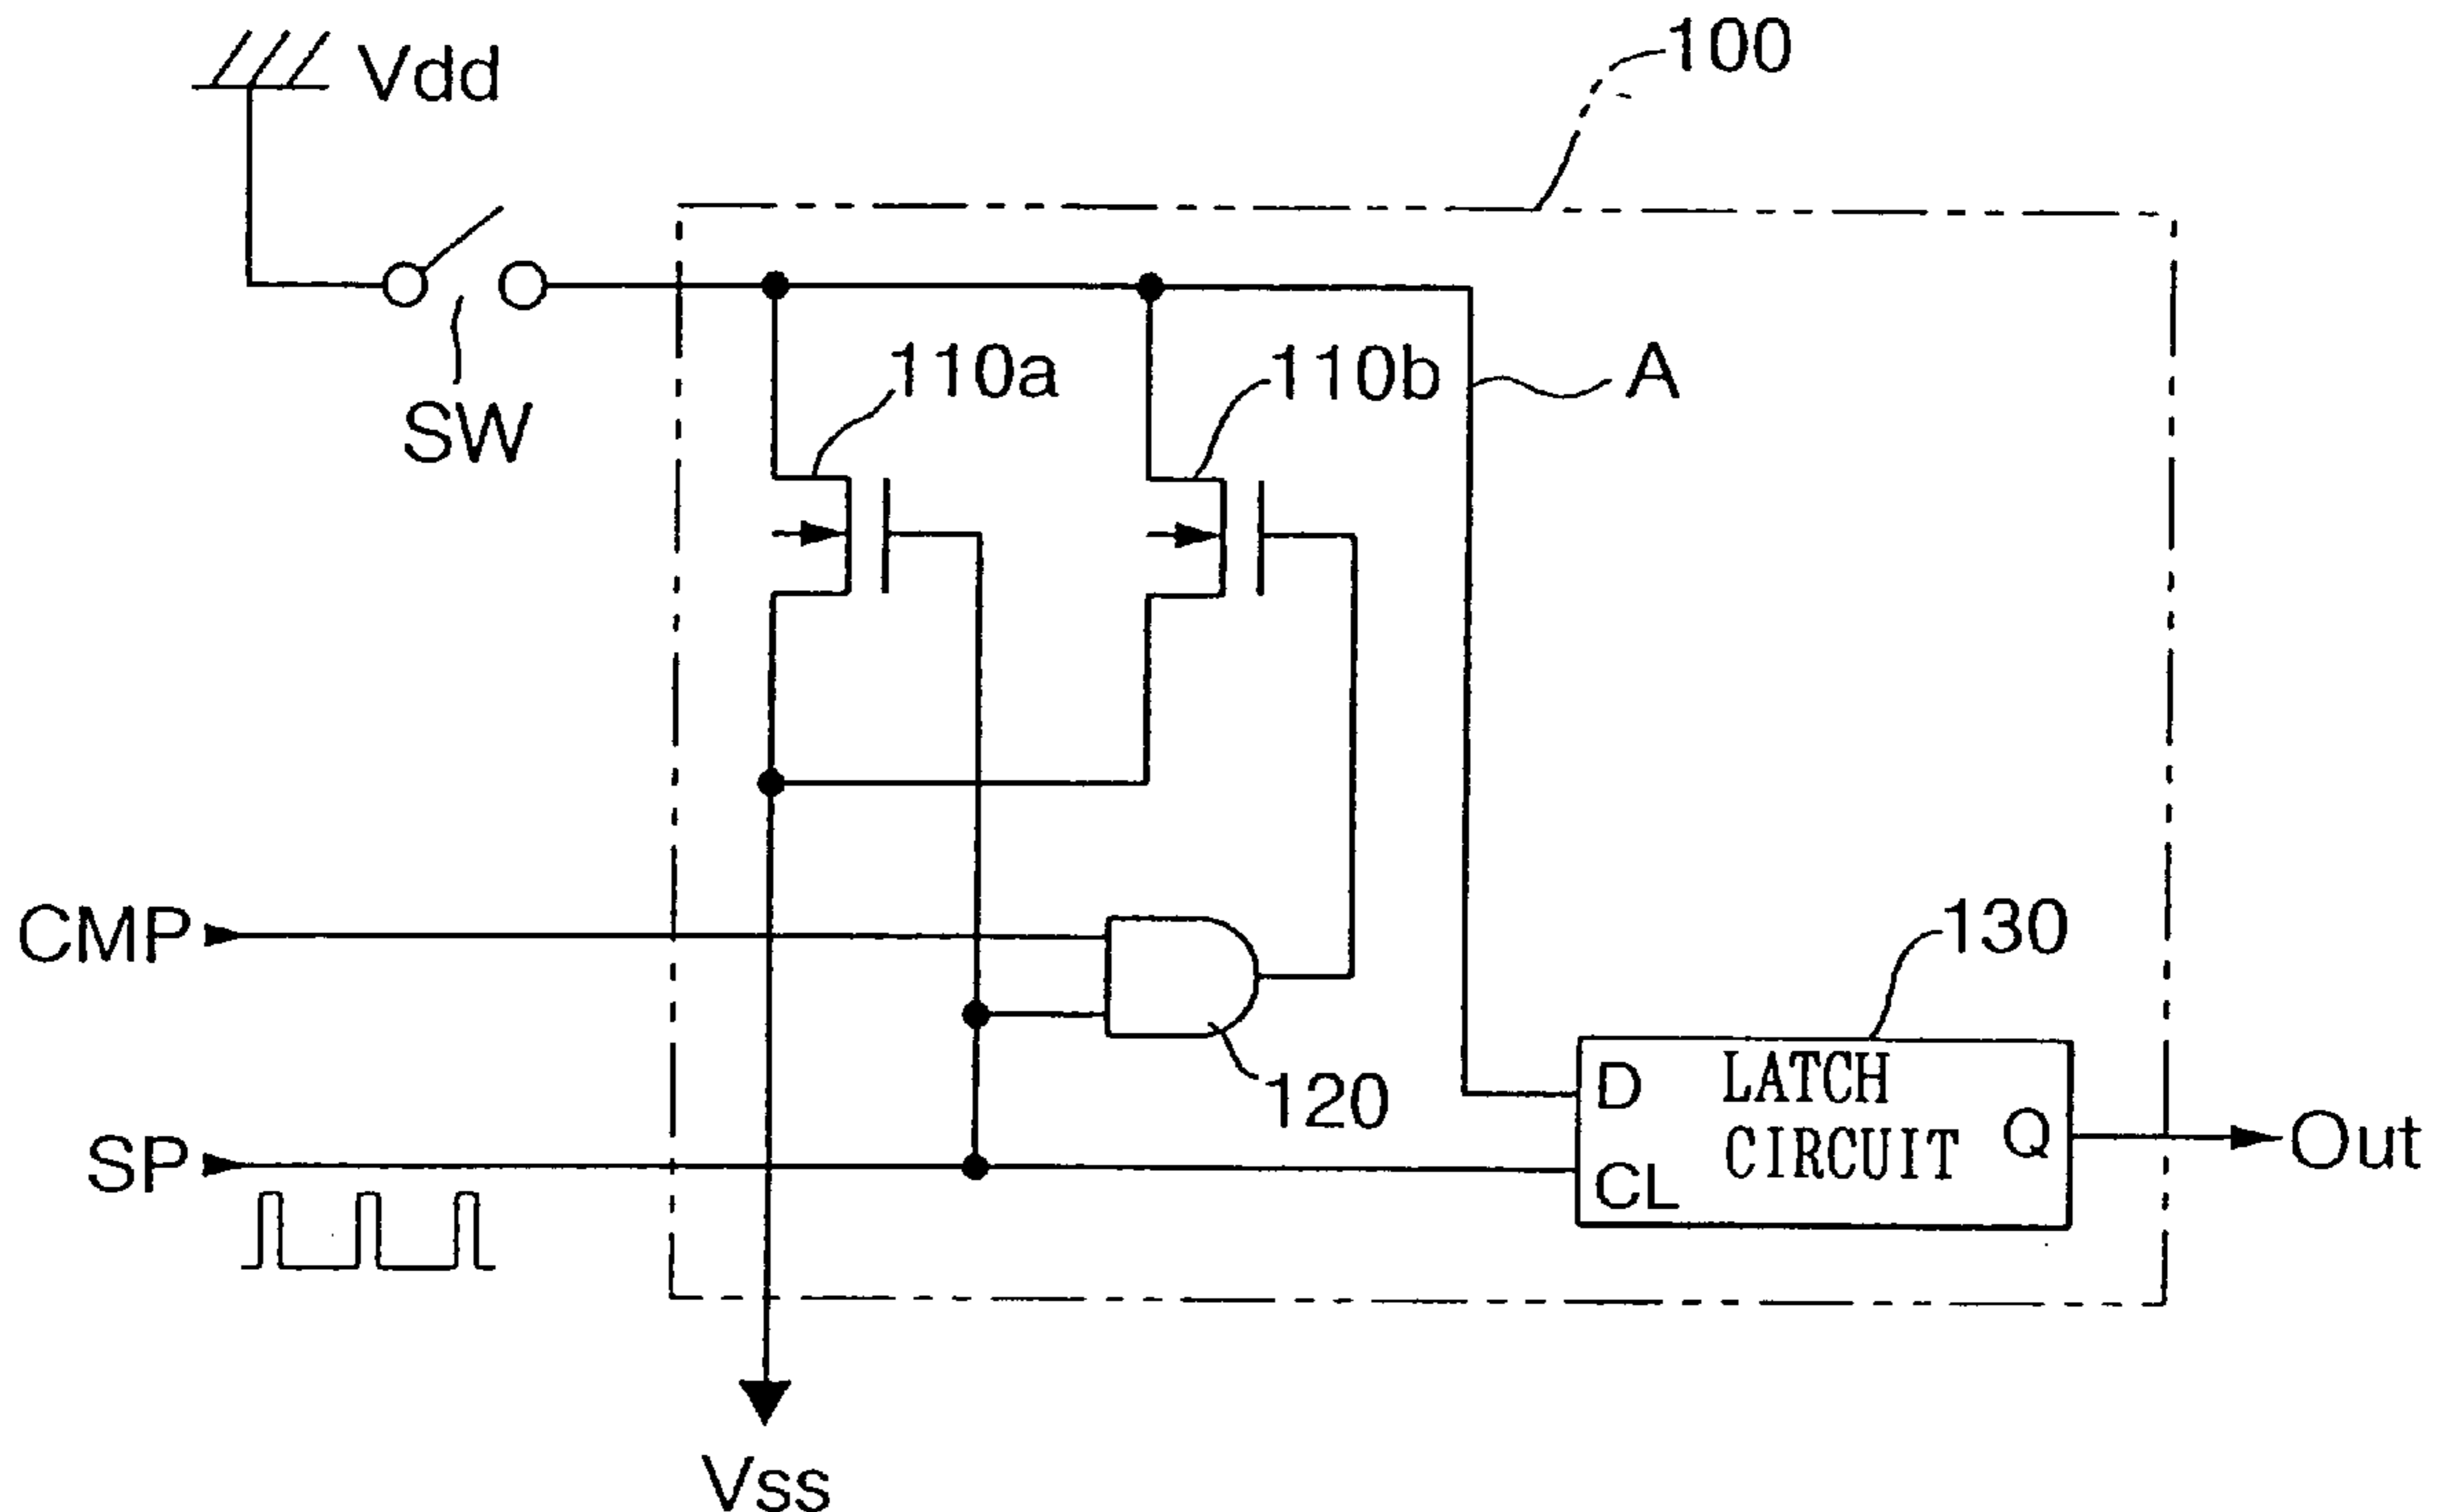 100
Vdd
110a
110b
A
SW
CMP
130
D
LATCH
120
CIRCUIT
Q
Out
SP
CL
Vss